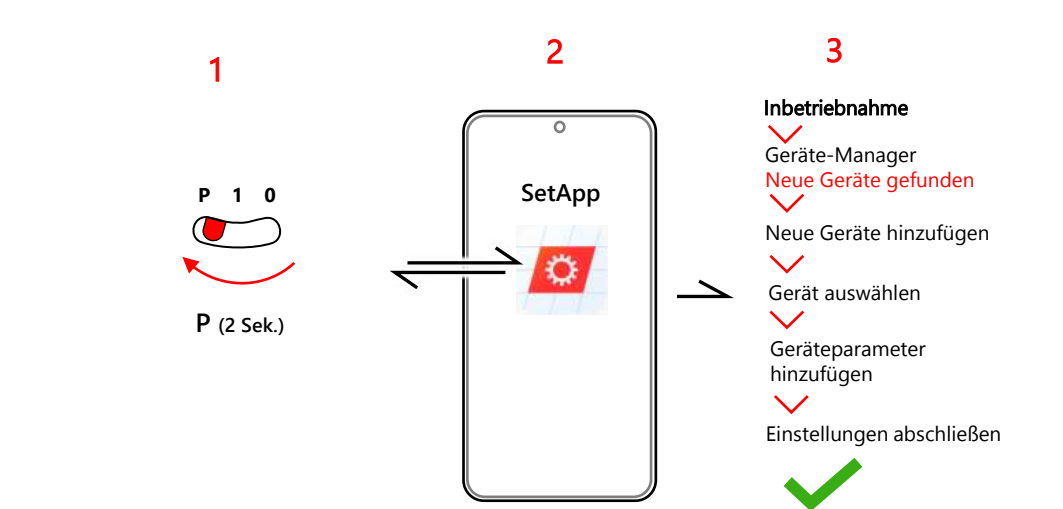 1
P 1 0
P (2 Sek.)
2
SetApp
3
Inbetriebnahme
Geräte-Manager
Neue Geräte gefunden
Neue Geräte hinzufügen
Gerät auswählen
Geräteparameter
hinzufügen
Einstellungen abschließen